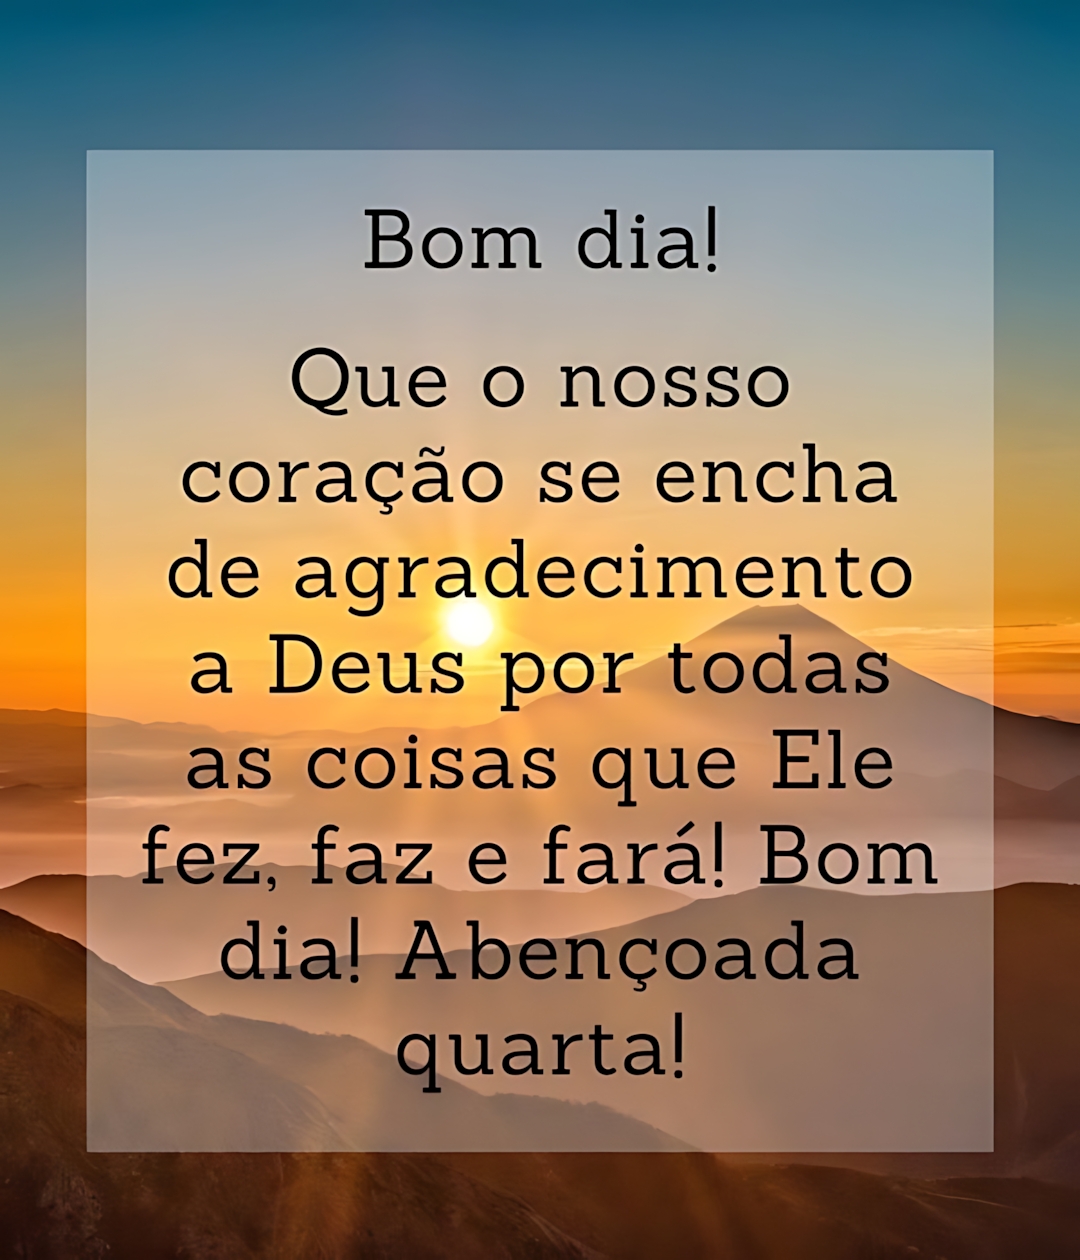 Bom dia!
Que o nosso
coração se encha
de agradecimento
a Deus por todas
as coisas que Ele
fez, faz e fará! Bom
dia! Abençoada
quarta!